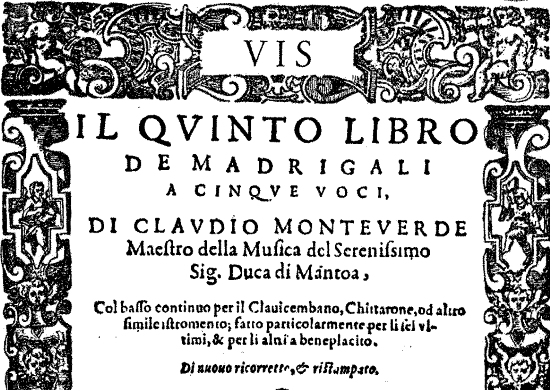 VIS
IL QVINTO LIBRO
DE MADRIGALI
A CINQVE VOCI,
DI CLAVDIO MONTEVERDE
Maeſtro della Muſica del Sereniſsimo
Sig. Duca di Mantoa,
Col baſſo continuo per il Clauicembano, Chittarone, od altro
ſimile iſtromento; fatto particolarmente per li ſei vl-
timi, & per li altri a beneplacito.
Di nuouo ricorretto, & riſtampato.